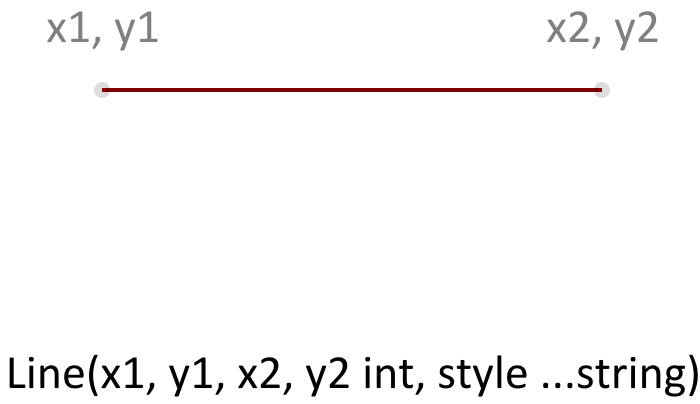 x1, y1 x2, y2
Line(x1, y1, x2, y2 int, style ...string)